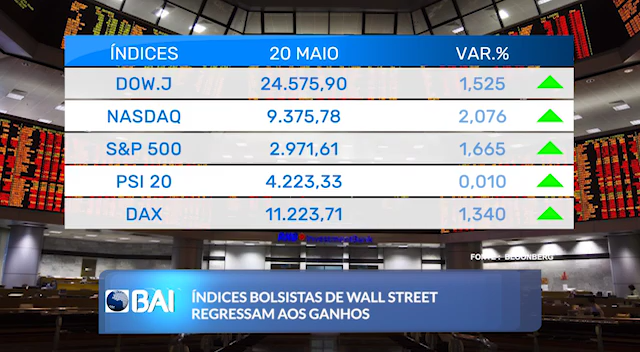 ÍNDICES 20 MAIO VAR.%
DOW.J 24.575,90 1,525
NASDAQ 9.375,78 2,076
S&P 500 2.971,61 1,665
PSI 20 4.223,33 0,010
DAX 11.223,71 1,340
FONTE: BLOONBERG
BAI
ÍNDICES BOLSISTAS DE WALL STREET
REGRESSAM AOS GANHOS